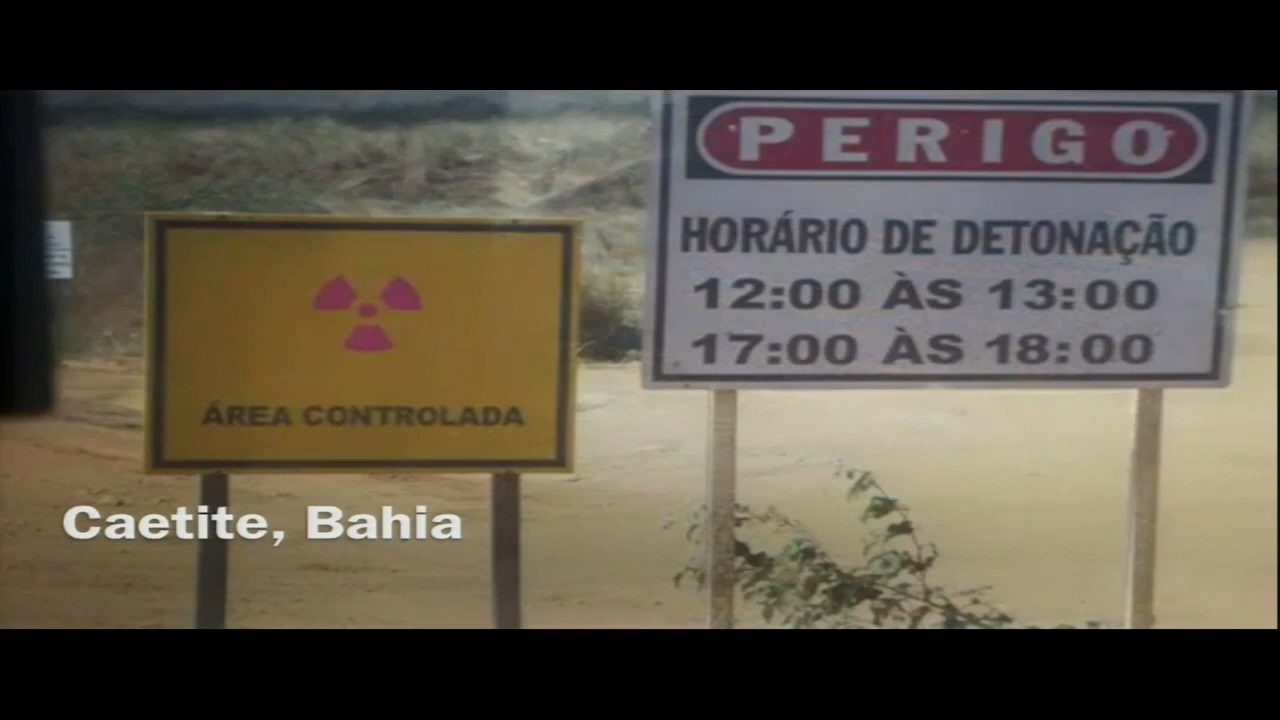 PERIGO
HORÁRIO DE DETONAÇÃO
12:00 ÀS 13:00
17:00 ÀS 18:00
ÁREA CONTROLADA
Caetite, Bahia